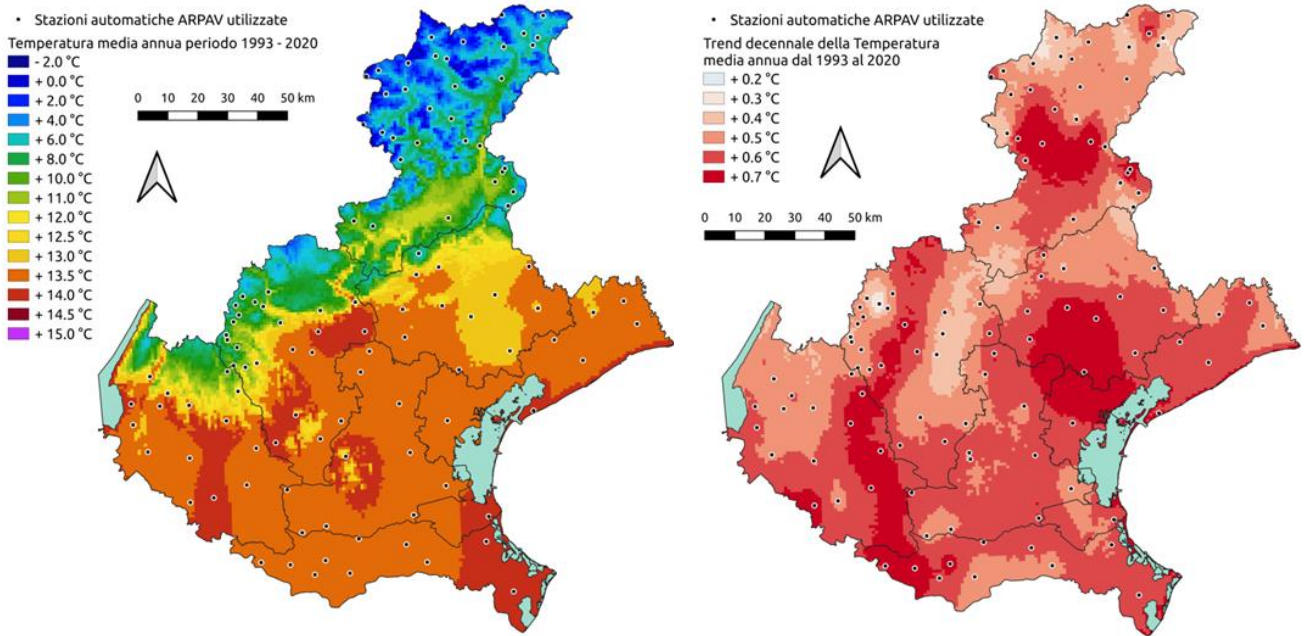 • Stazioni automatiche ARPAV utilizzate
Temperatura media annua periodo 1993 - 2020
- 2.0 °C
+ 0.0 °C
+ 2.0 °C
+ 4.0 °C
+ 6.0 °C
+ 8.0 °C
+ 10.0 °C
+ 11.0 °C
+ 12.0 °C
+ 12.5 °C
+ 13.0 °C
+ 13.5 °C
+ 14.0 °C
+ 14.5 °C
+ 15.0 °C
0 10 20 30 40 50 km
• Stazioni automatiche ARPAV utilizzate
Trend decennale della Temperatura
media annua dal 1993 al 2020
+ 0.2 °C
+ 0.3 °C
+ 0.4 °C
+ 0.5 °C
+ 0.6 °C
+ 0.7 °C
0 10 20 30 40 50 km